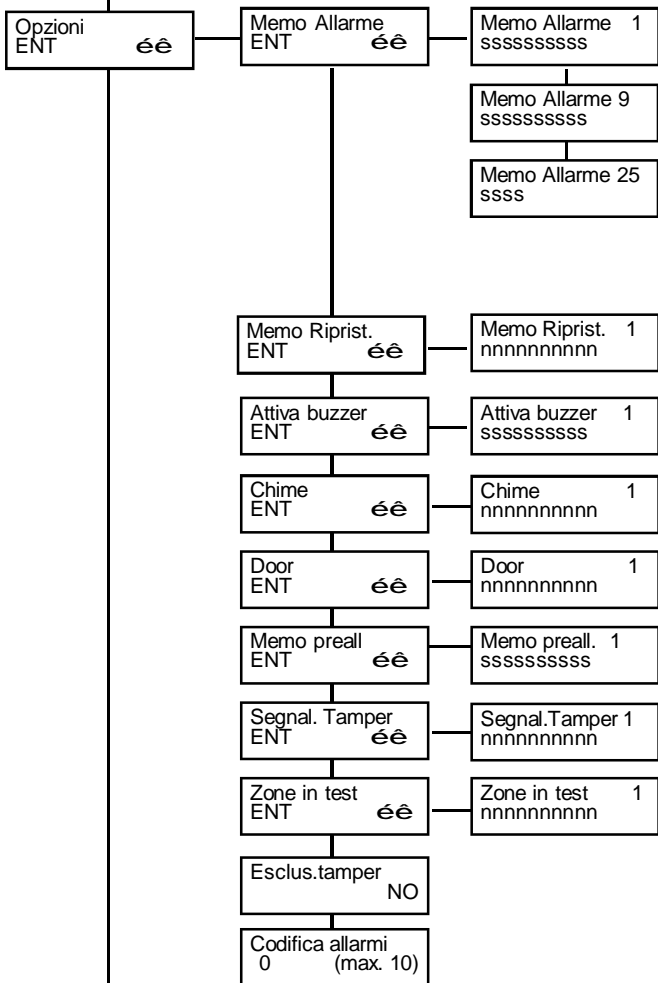 Opzioni
ENT éê
Memo Allarme
ENT éê
Memo Allarme 1
ssssssssss
Memo Allarme 9
ssssssssss
Memo Allarme 25
ssss
Memo Riprist.
ENT éê
Memo Riprist. 1
nnnnnnnnnn
Attiva buzzer
ENT éê
Attiva buzzer 1
ssssssssss
Chime
ENT éê
Chime 1
nnnnnnnnnn
Door
ENT éê
Door 1
nnnnnnnnnn
Memo preall
ENT éê
Memo preall. 1
ssssssssss
Segnal. Tamper
ENT éê
Segnal.Tamper 1
nnnnnnnnnn
Zone in test
ENT éê
Zone in test 1
nnnnnnnnnn
Esclus.tamper
NO
Codifica allarmi
0 (max. 10)